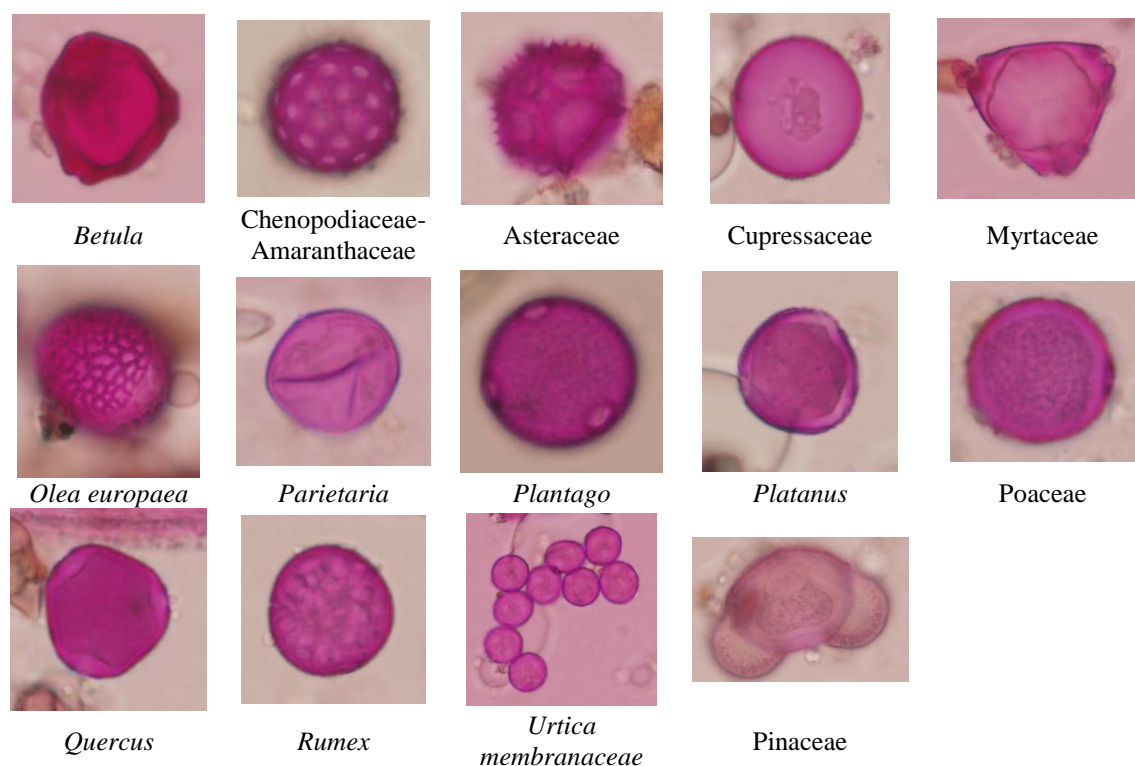 Betula
Chenopodiaceae-
Amaranthaceae
Asteraceae
Cupressaceae
Myrtaceae
Olea europaea
Parietaria
Plantago
Platanus
Poaceae
Quercus
Rumex
Urtica
membranaceae
Pinaceae